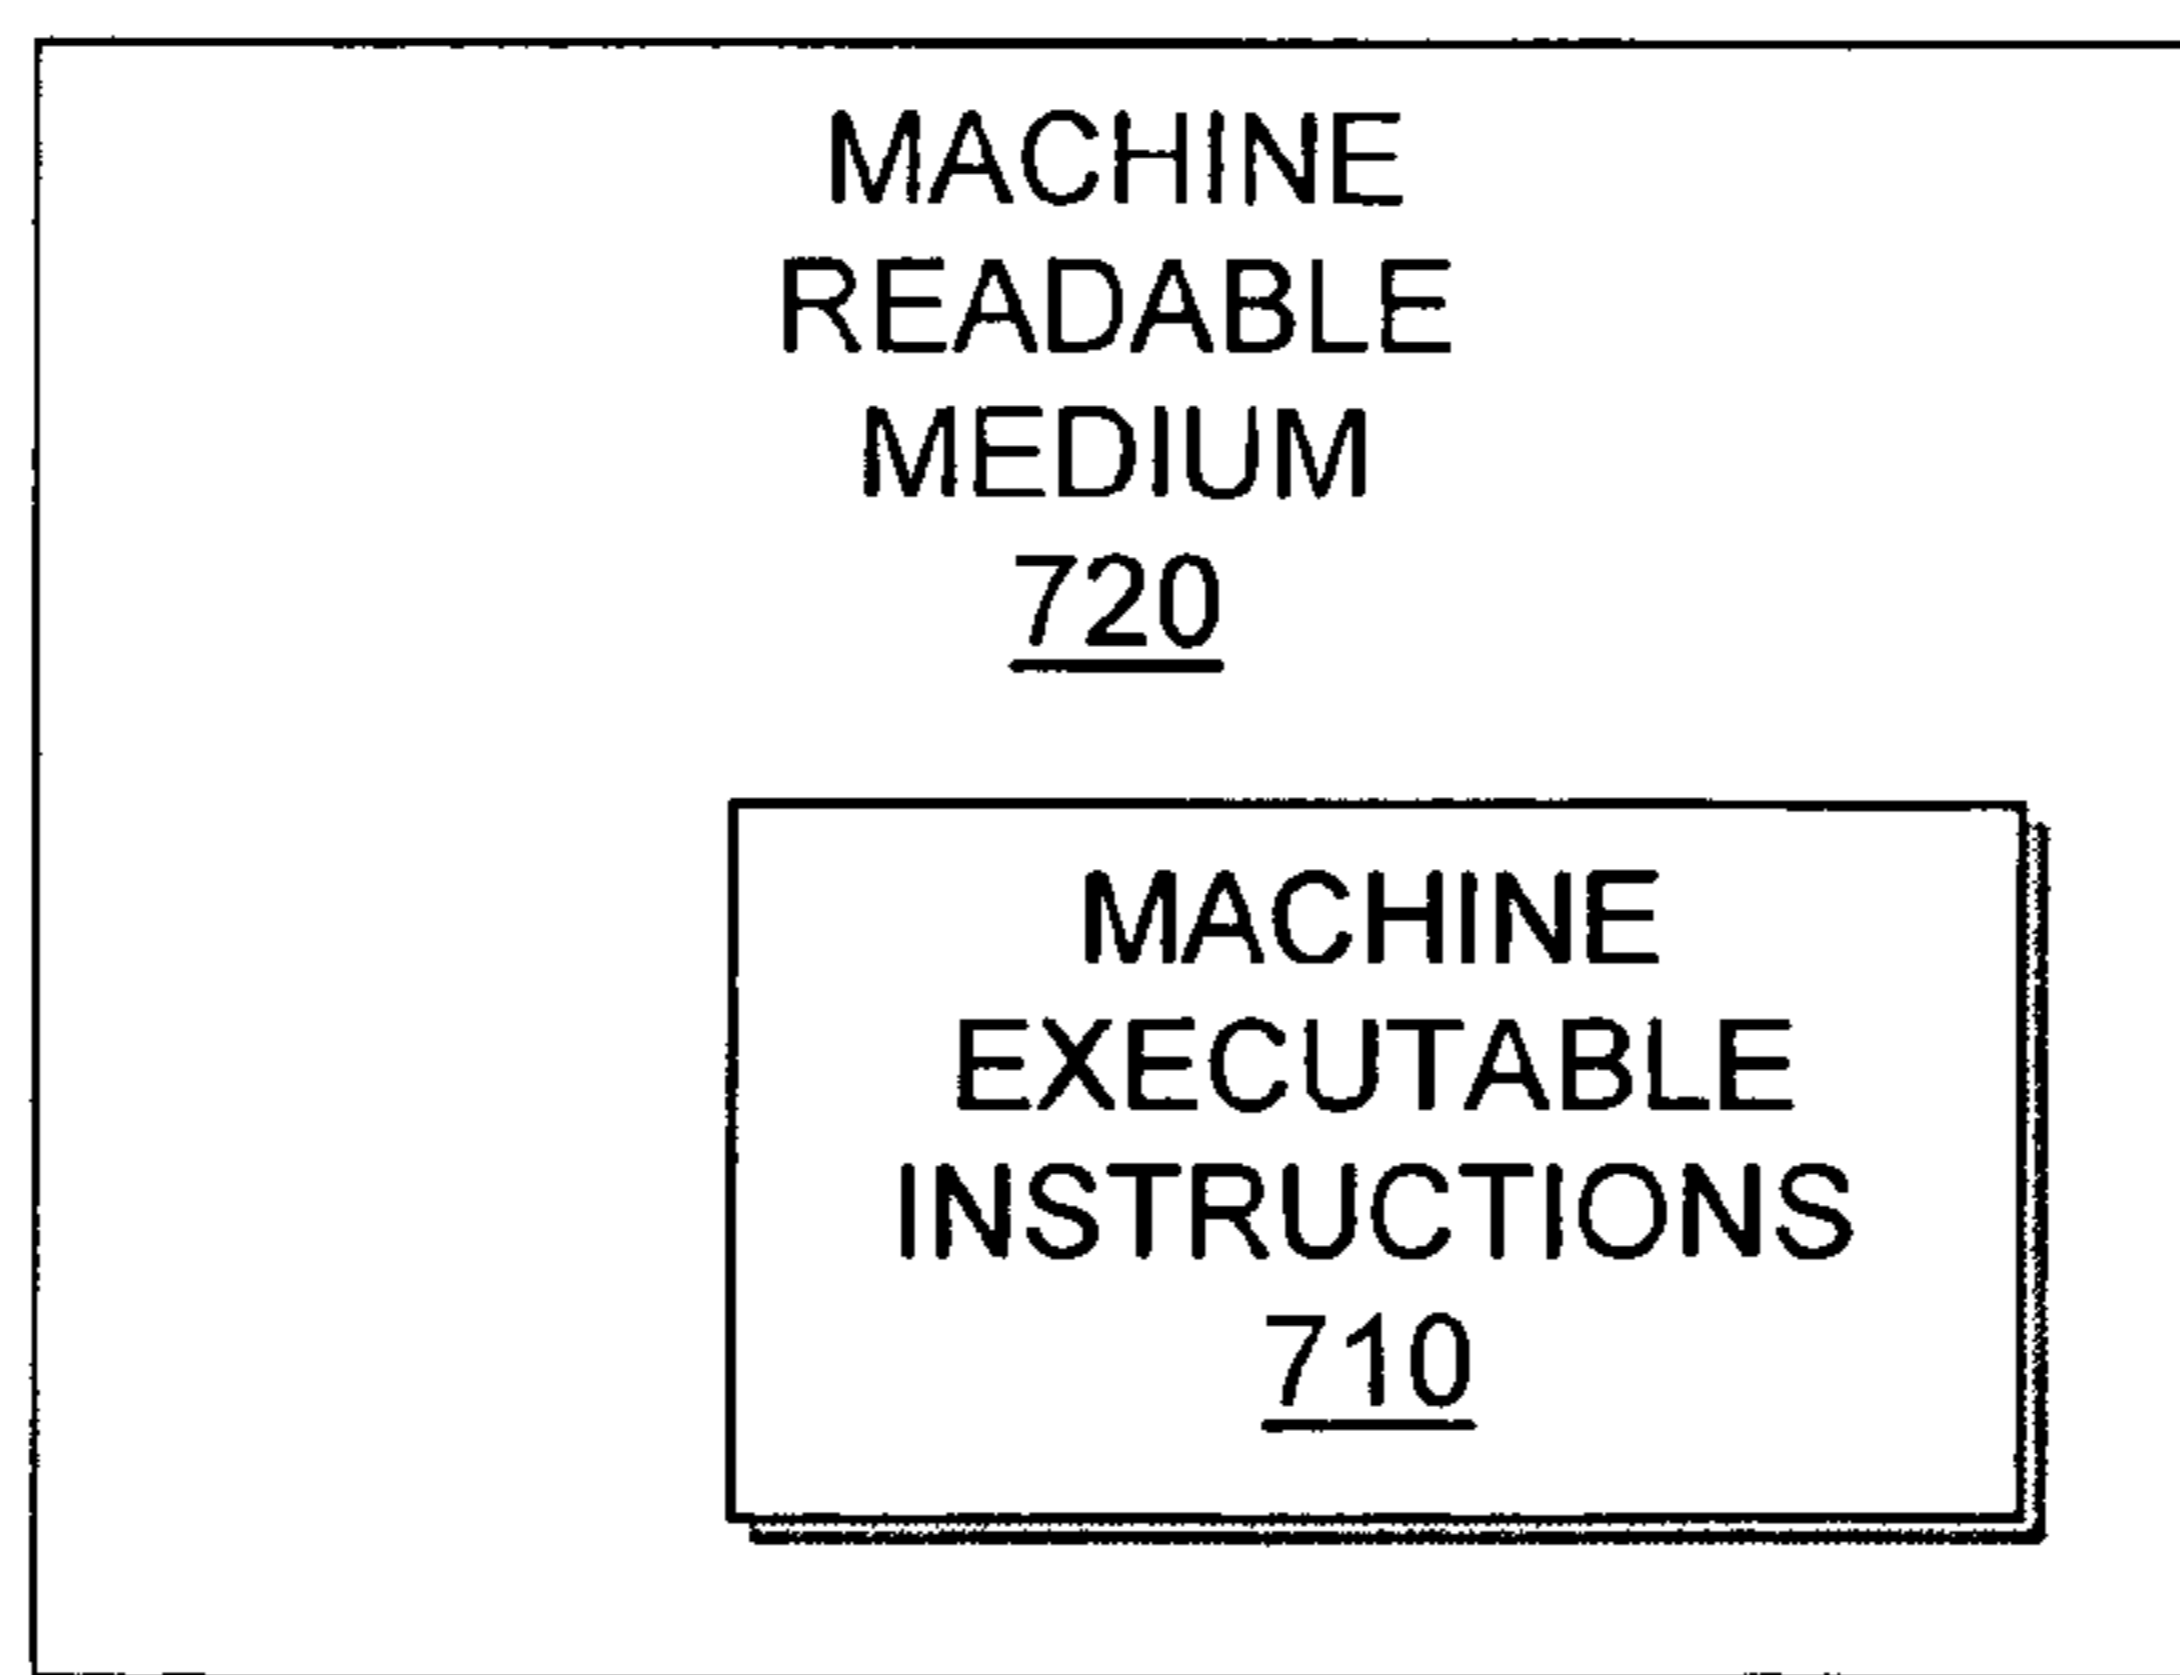 MACHINE
READABLE
MEDIUM
720
MACHINE
EXECUTABLE
INSTRUCTIONS
710